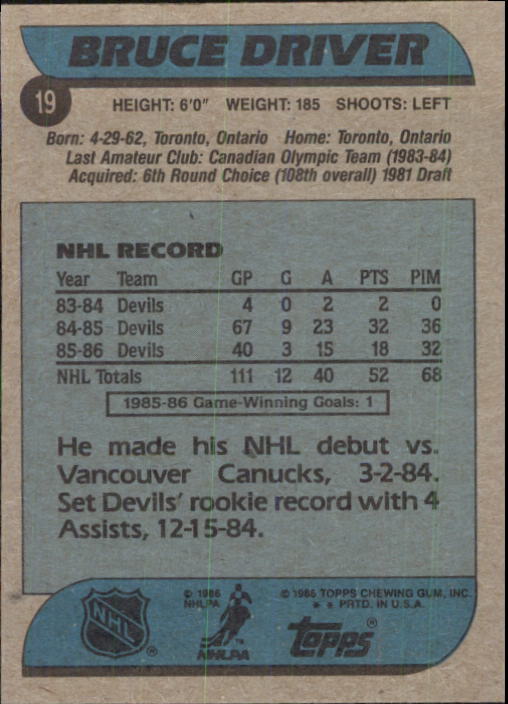 BRUCE DRIVER
19
HEIGHT: 6'0" WEIGHT: 185 SHOOTS: LEFT
Born: 4-29-62, Toronto, Ontario Home: Toronto, Ontario
Last Amateur Club: Canadian Olympic Team (1983-84)
Acquired: 6th Round Choice (108th overall) 1981 Draft
NHL RECORD
Year Team GP G A PTS PIM
83-84 Devils 4 0 2 2 0
84-85 Devils 67 9 23 32 36
85-86 Devils 40 3 15 18 32
NHL Totals 111 12 40 52 68
1985-86 Game-Winning Goals: 1
He made his NHL debut vs.
Vancouver Canucks, 3-2-84.
Set Devils' rookie record with 4
Assists, 12-15-84.
© 1986 TOPPS CHEWING GUM, INC.
* * PRTD. IN U.S.A.
© 1986
NHLPA
NHL ®
NHLPA
TOPPS ®